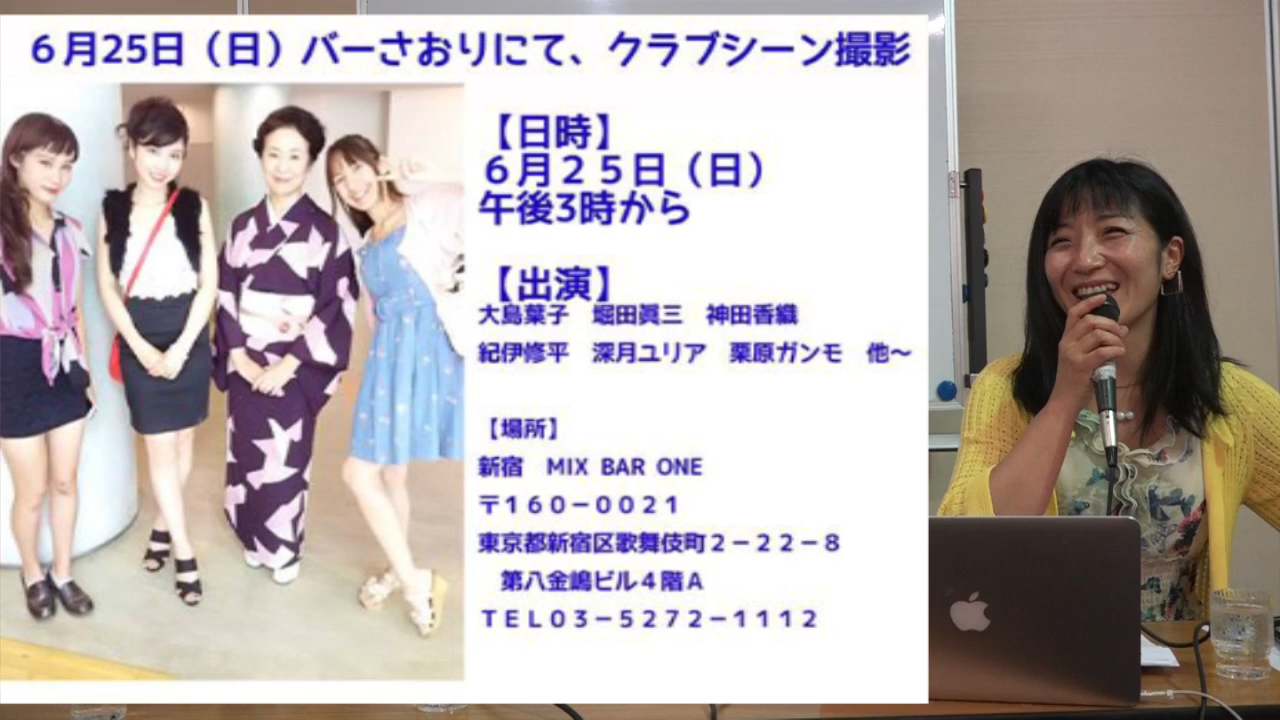 ６月25日（日）バーさおりにて、クラブシーン撮影
【日時】
６月２５日（日）
午後3時から
【出演】
大島葉子　堀田眞三　神田香織
紀伊修平　深月ユリア　栗原ガンモ　他～
【場所】
新宿　MIX BAR ONE
〒１６０－００２１
東京都新宿区歌舞伎町２－２２－８
　第八金嶋ビル４階Ａ
ＴＥＬ０３－５２７２－１１１２